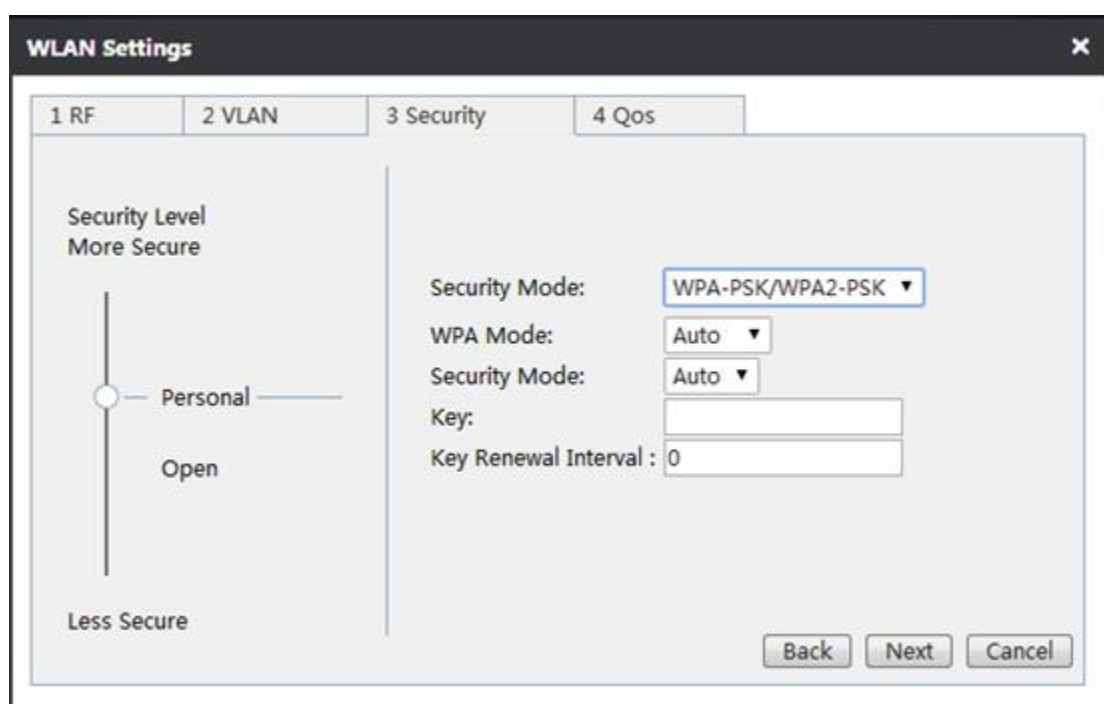 WLAN Settings ×
1 RF 2 VLAN 3 Security 4 Qos
Security Level
More Secure
Personal
Open
Less Secure
Security Mode: WPA-PSK/WPA2-PSK
WPA Mode: Auto
Security Mode: Auto
Key:
Key Renewal Interval : 0
Back Next Cancel